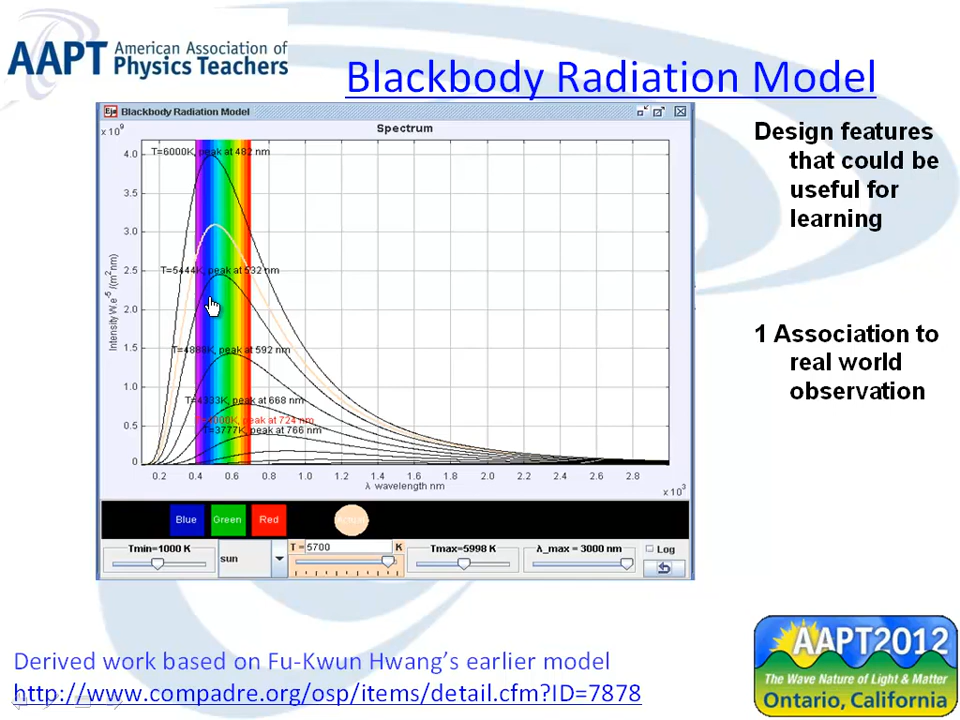 AAPT American Association of
Physics Teachers
Blackbody Radiation Model
Ejs Blackbody Radiation Model
x 10⁹
Spectrum
T=6000K, peak at 482 nm
T=5444K, peak at 532 nm
T=4888K, peak at 592 nm
T=4333K, peak at 668 nm
peak at 724 nm
T=3777K, peak at 766 nm
4.0
3.5
3.0
2.5
2.0
1.5
1.0
0.5
0
Intensity W.e⁻⁵/(m²nm)
0.2 0.4 0.6 0.8 1.0 1.2 1.4 1.6 1.8 2.0 2.2 2.4 2.6 2.8
λ wavelength nm
x 10³
Blue Green Red
Tmin=1000 K
sun
T = 5700 K
Tmax=5998 K
λ_max = 3000 nm
Log
Design features
that could be
useful for
learning
1 Association to
real world
observation
Derived work based on Fu-Kwun Hwang’s earlier model
http://www.compadre.org/osp/items/detail.cfm?ID=7878
AAPT2012
The Wave Nature of Light & Matter
Ontario, California